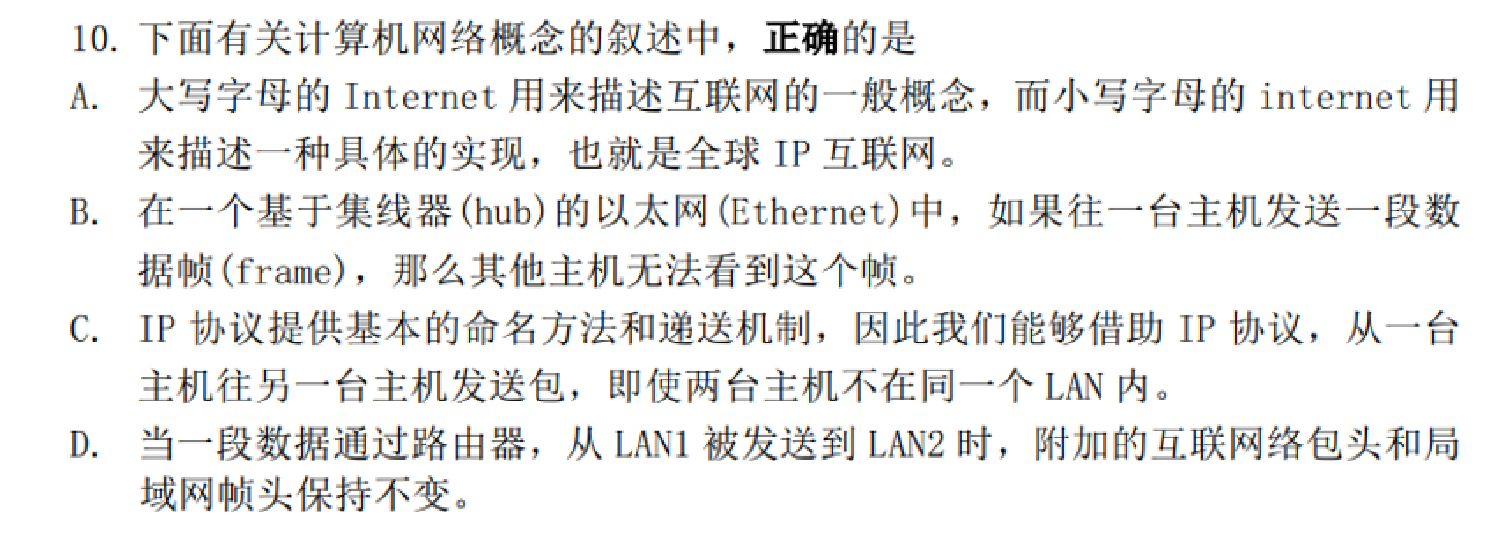 10. 下面有关计算机网络概念的叙述中，正确的是
A. 大写字母的 Internet 用来描述互联网的一般概念，而小写字母的 internet 用
来描述一种具体的实现，也就是全球 IP 互联网。
B. 在一个基于集线器(hub)的以太网(Ethernet)中，如果往一台主机发送一段数
据帧(frame)，那么其他主机无法看到这个帧。
C. IP 协议提供基本的命名方法和递送机制，因此我们能够借助 IP 协议，从一台
主机往另一台主机发送包，即使两台主机不在同一个 LAN 内。
D. 当一段数据通过路由器，从 LAN1 被发送到 LAN2 时，附加的互联网络包头和局
域网帧头保持不变。